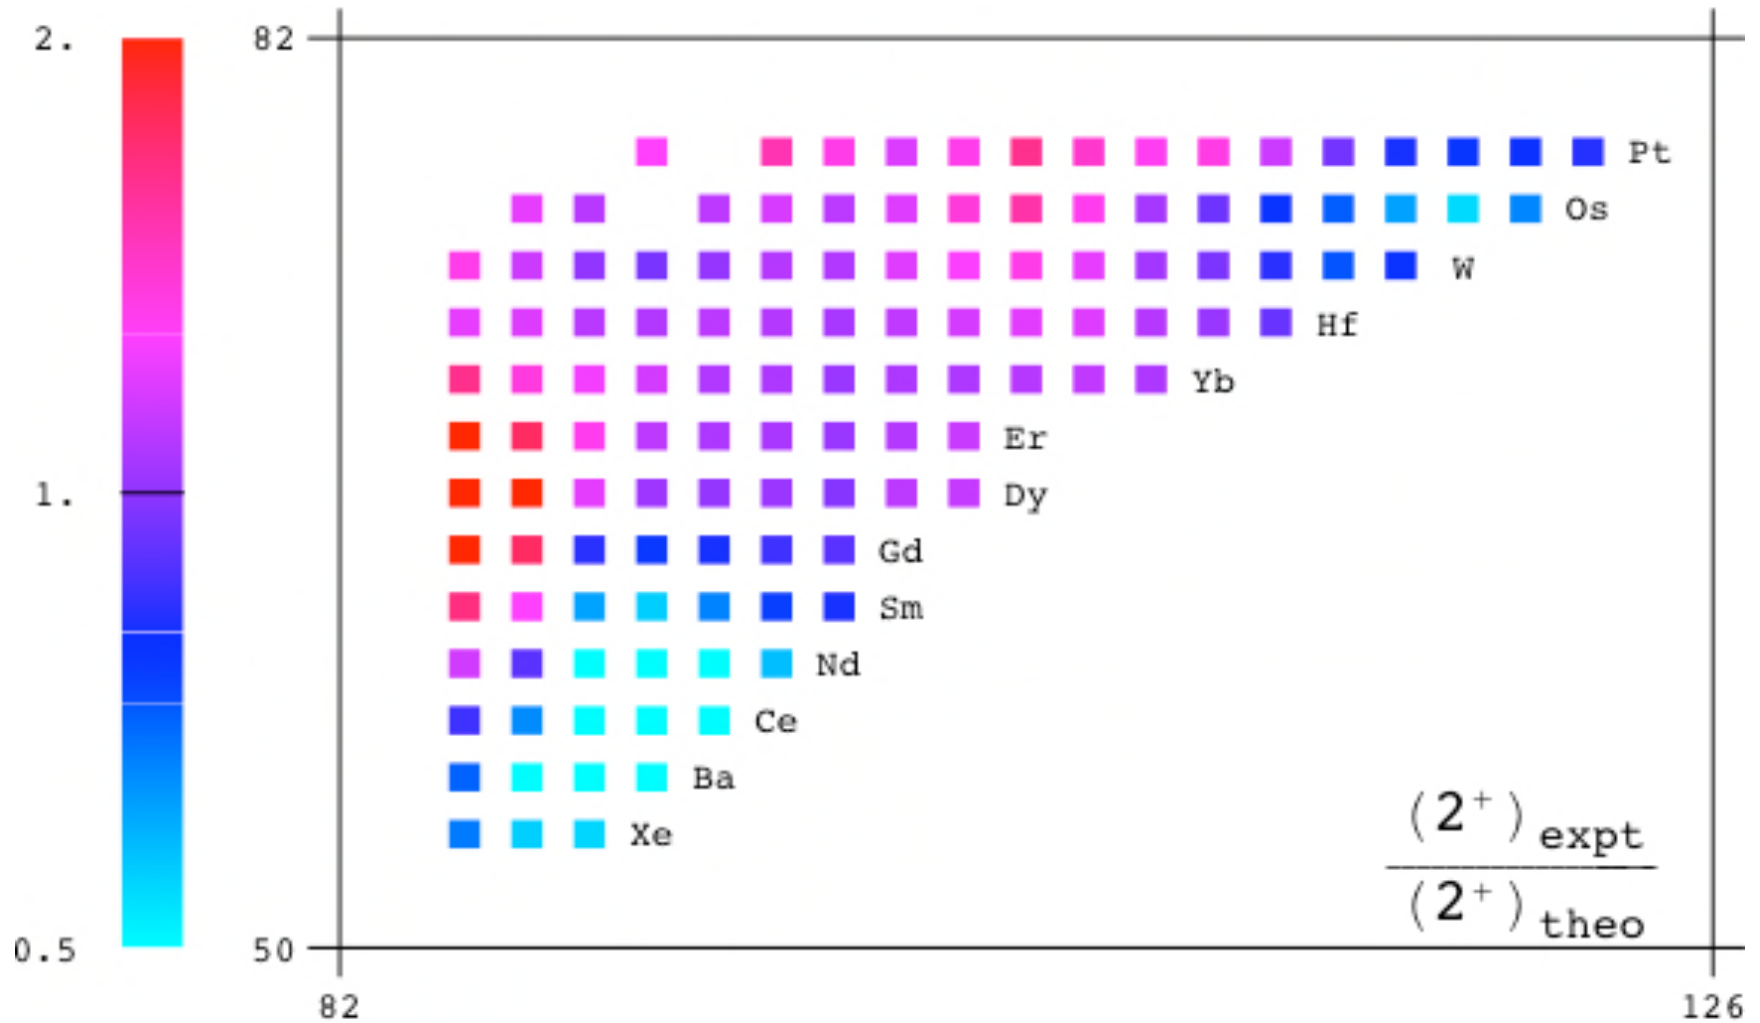 2.
82
Pt
Os
W
Hf
Yb
Er
1.
Dy
Gd
Sm
Nd
Ce
Ba
Xe
(2⁺) expt
(2⁺) theo
0.5
50
82
126